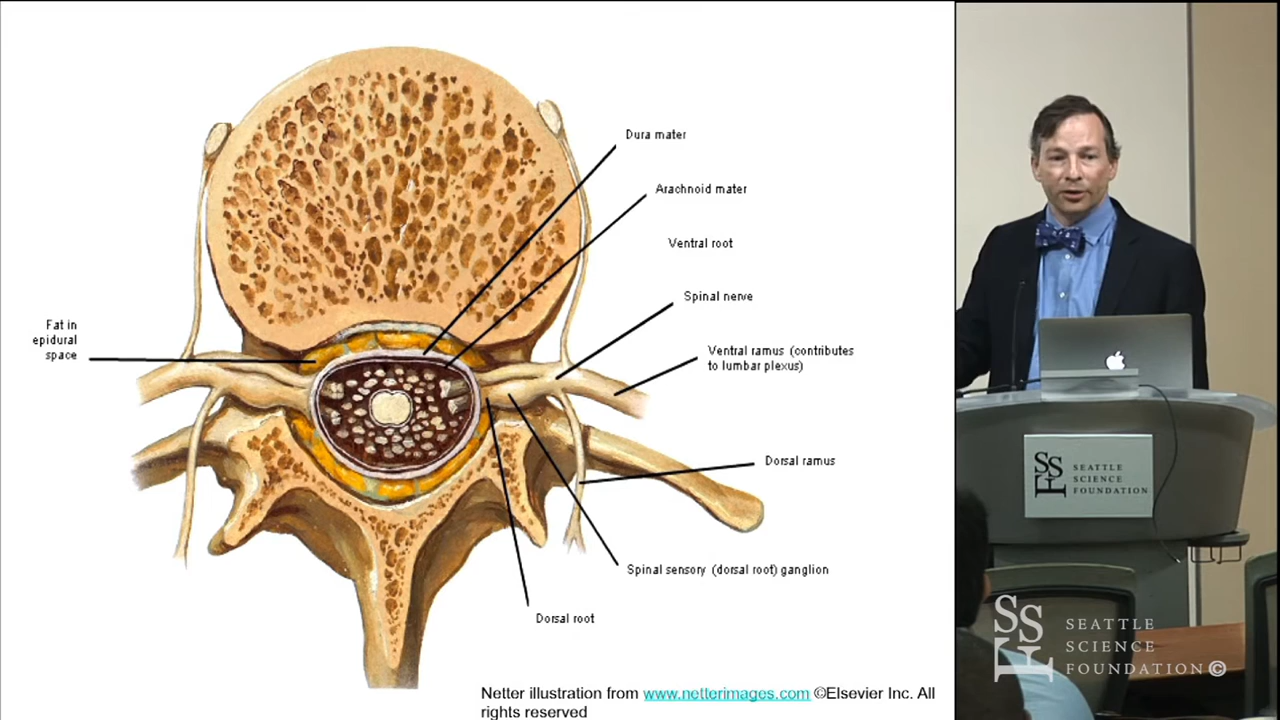 Dura mater
Arachnoid mater
Ventral root
Spinal nerve
Fat in
epidural
space
Ventral ramus (contributes
to lumbar plexus)
Dorsal ramus
Spinal sensory (dorsal root) ganglion
Dorsal root
Netter illustration from www.netterimages.com ©Elsevier Inc. All
rights reserved
SSF
SEATTLE
SCIENCE
FOUNDATION
SSF
SEATTLE
SCIENCE
FOUNDATION©